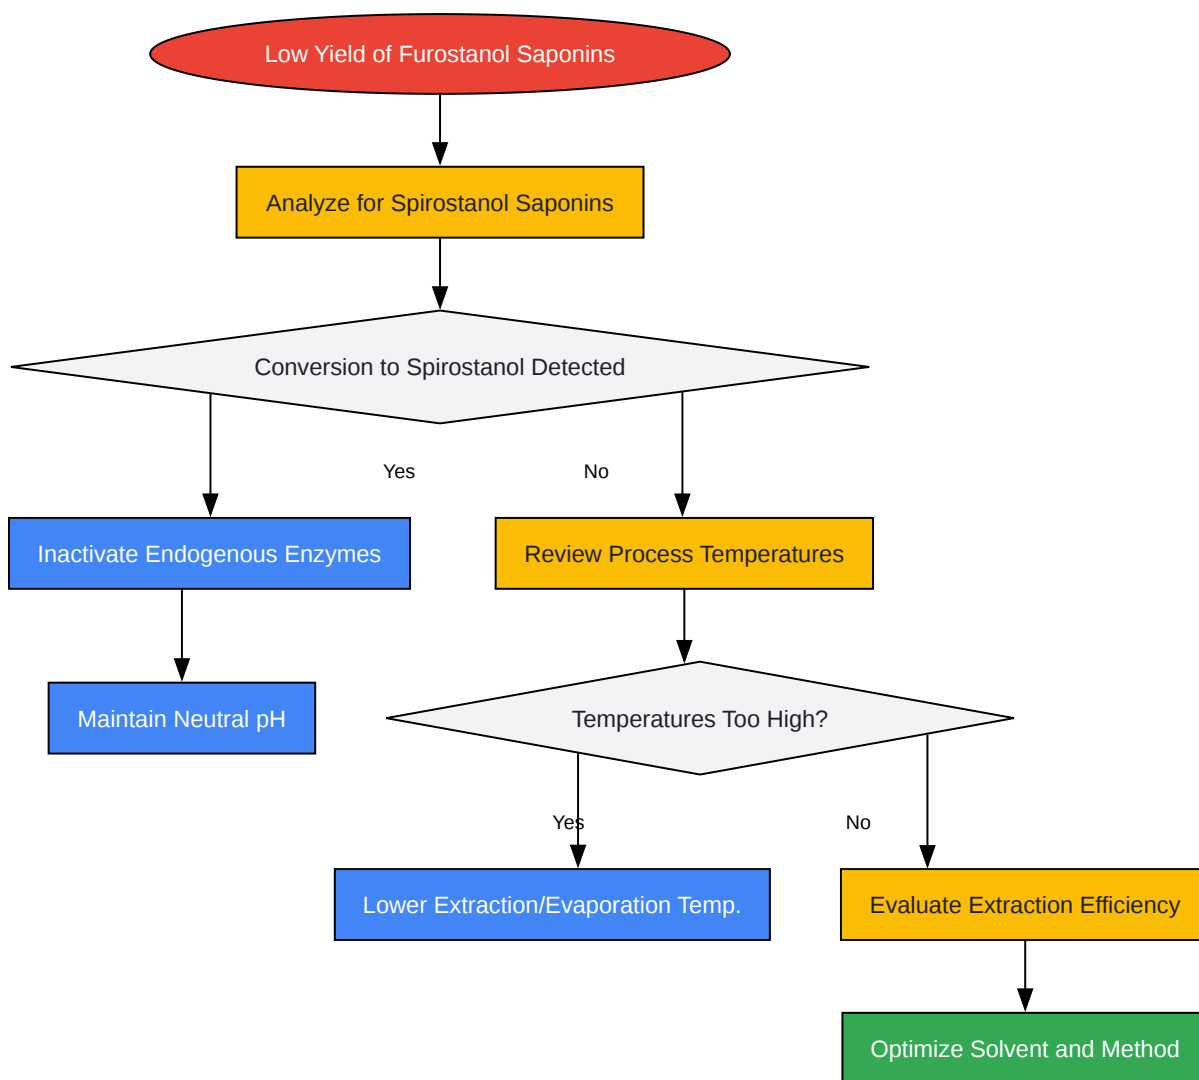 Low Yield of Furostanol Saponins
Analyze for Spirostanol Saponins
Conversion to Spirostanol Detected
Yes
No
Inactivate Endogenous Enzymes
Review Process Temperatures
Maintain Neutral pH
Temperatures Too High?
Yes
No
Lower Extraction/Evaporation Temp.
Evaluate Extraction Efficiency
Optimize Solvent and Method